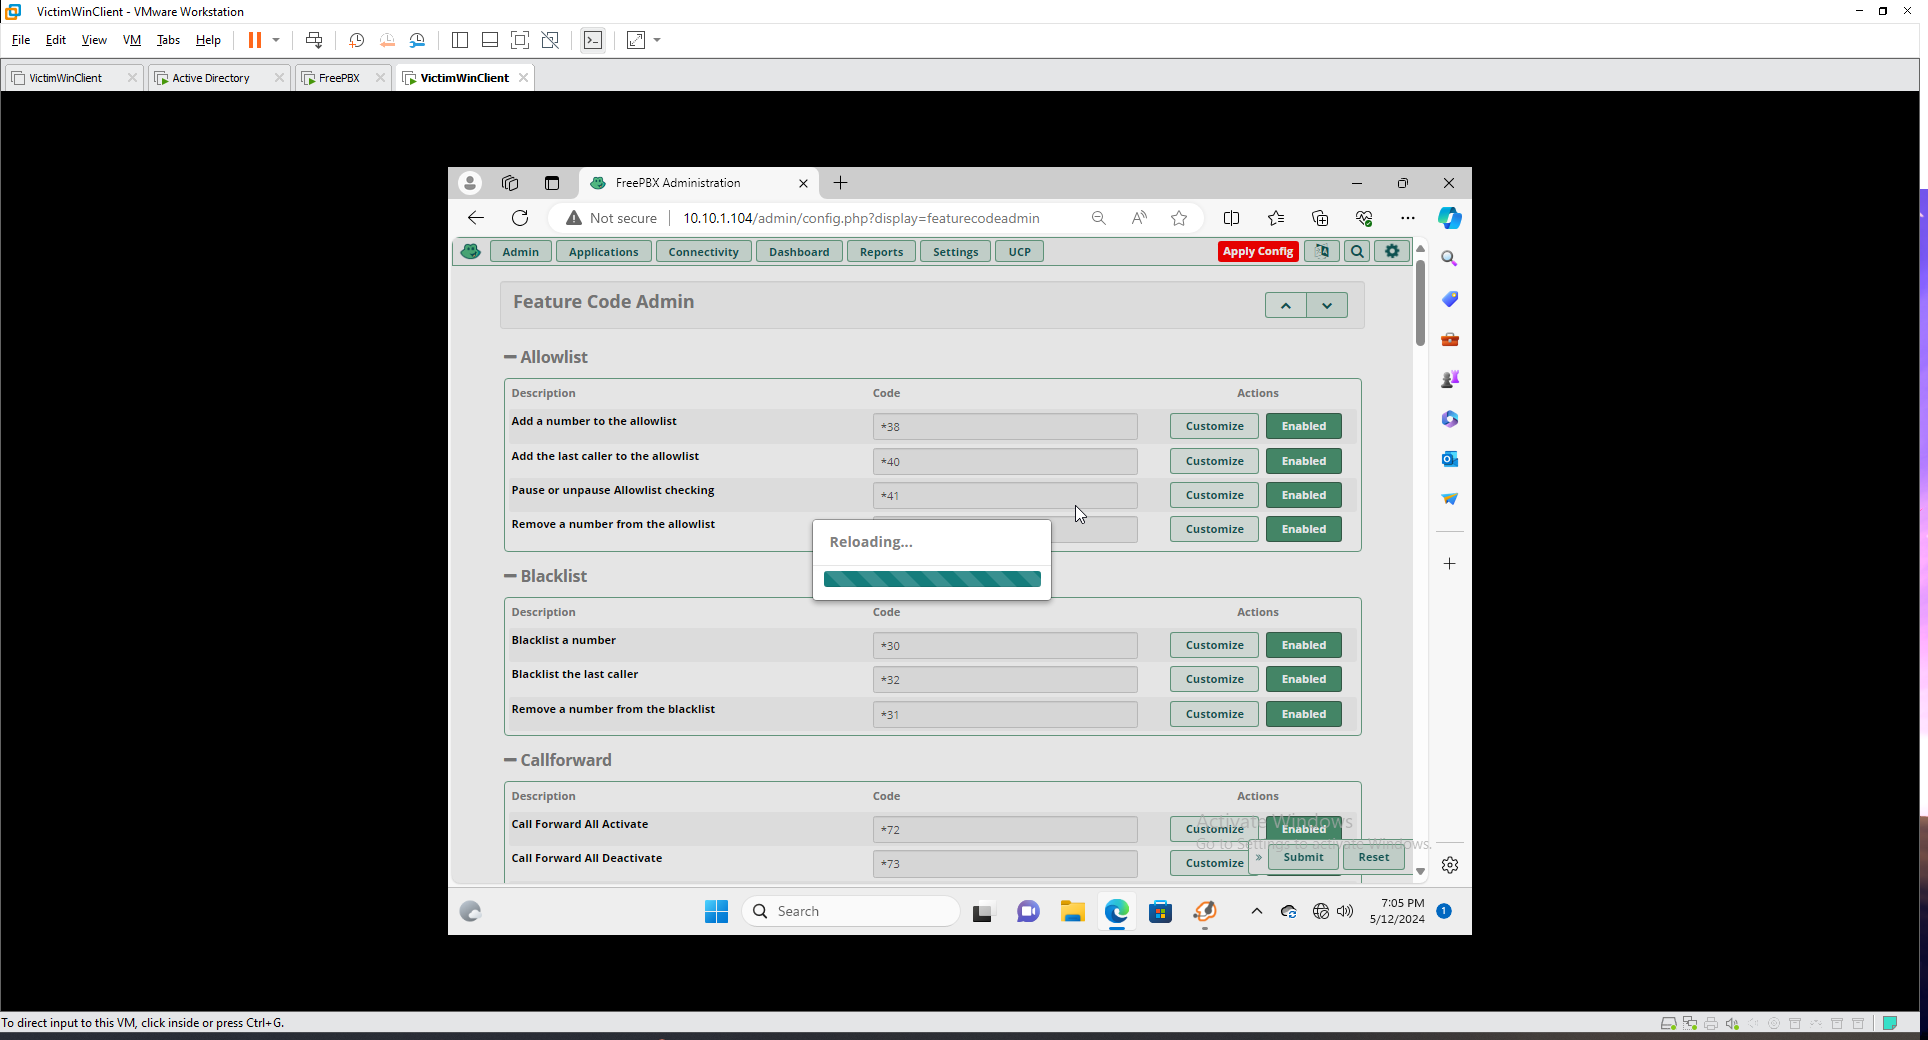 VictimWinClient - VMware Workstation
File Edit View VM Tabs Help
VictimWinClient Active Directory FreePBX VictimWinClient
FreePBX Administration
Not secure 10.10.1.104/admin/config.php?display=featurecodeadmin
Admin Applications Connectivity Dashboard Reports Settings UCP Apply Config
Feature Code Admin
Allowlist
Description Code Actions
Add a number to the allowlist *38 Customize Enabled
Add the last caller to the allowlist *40 Customize Enabled
Pause or unpause Allowlist checking *41 Customize Enabled
Remove a number from the allowlist Customize Enabled
Reloading...
Blacklist
Description Code Actions
Blacklist a number *30 Customize Enabled
Blacklist the last caller *32 Customize Enabled
Remove a number from the blacklist *31 Customize Enabled
Callforward
Description Code Actions
Call Forward All Activate *72 Customize Enabled
Call Forward All Deactivate *73 Customize
Activate Windows
Go to Settings to activate Windows.
» Submit Reset
Search
7:05 PM
5/12/2024
1
To direct input to this VM, click inside or press Ctrl+G.